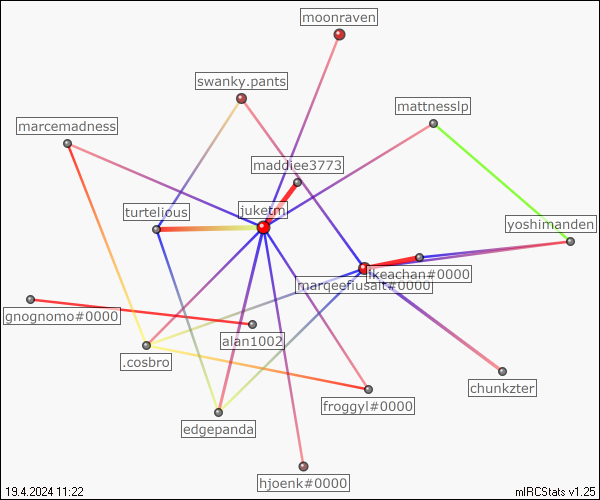 moonraven
swanky.pants
mattnesslp
marcemadness
maddiee3773
turtelious
juketm
yoshimanden
ikeachan#0000
marqeeflusalt#0000
gnognomo#0000
alan1002
.cosbro
chunkzter
froggyl#0000
edgepanda
hjoenk#0000
19.4.2024 11:22
mIRCStats v1.25